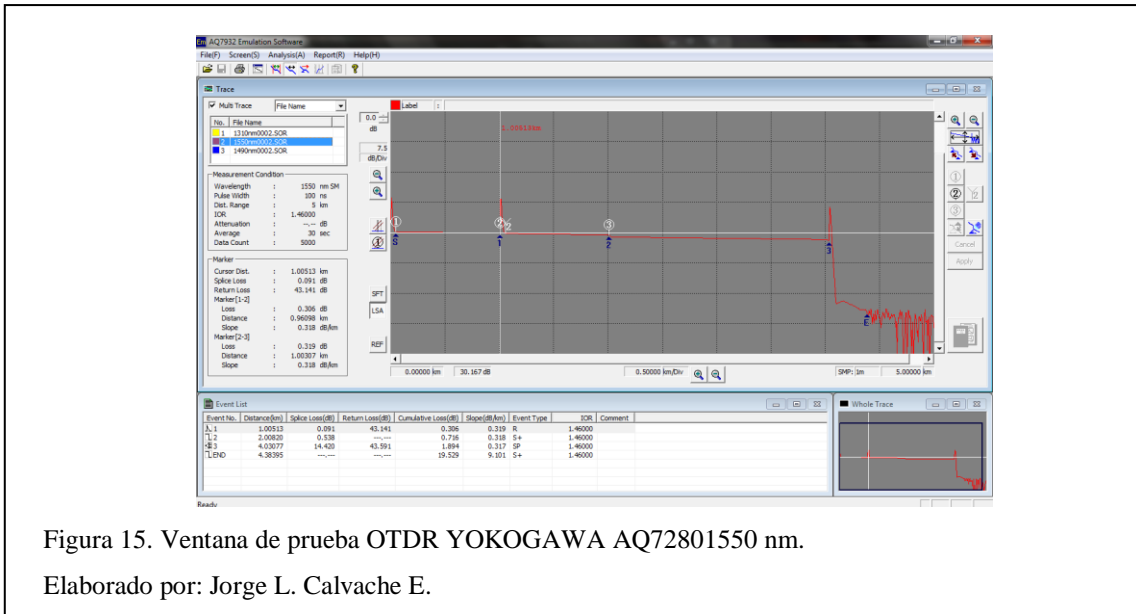 AQ7932 Emulation Software
File(F) Screen(S) Analysis(A) Report(R) Help(H)
Trace
Multi Trace File Name
No. File Name
1 1310nm0002.SOR
2 1550nm0002.SOR
3 1490nm0002.SOR
Measurement Condition
Wavelength : 1550 nm SM
Pulse Width : 100 ns
Dist. Range : 5 km
IOR : 1.46000
Attenuation : --.-- dB
Average : 30 sec
Data Count : 5000
Marker
Cursor Dist. : 1.00513 km
Splice Loss : 0.091 dB
Return Loss : 43.141 dB
Marker[1-2]
Loss : 0.306 dB
Distance : 0.96098 km
Slope : 0.318 dB/km
Marker[2-3]
Loss : 0.319 dB
Distance : 1.00307 km
Slope : 0.318 dB/km
0.0
dB
7.5
dB/Div
SFT
LSA
REF
Label :
1.00513km
① ② ③
S 1 2 3 E
①
②
③
Cancel
Apply
0.00000 km 30.167 dB 0.50000 km/Div SMP: 1m 5.00000 km
Event List
Event No. Distance(km) Splice Loss(dB) Return Loss(dB) Cumulative Loss(dB) Slope(dB/km) Event Type IOR Comment
1 1.00513 0.091 43.141 0.306 0.319 R 1.46000
2 2.00820 0.538 ---.--- 0.716 0.318 S+ 1.46000
3 4.03077 14.420 43.591 1.894 0.317 SP 1.46000
END 4.38395 ---.--- ---.--- 19.529 9.101 S+ 1.46000
Whole Trace
Ready
Figura 15. Ventana de prueba OTDR YOKOGAWA AQ72801550 nm.
Elaborado por: Jorge L. Calvache E.